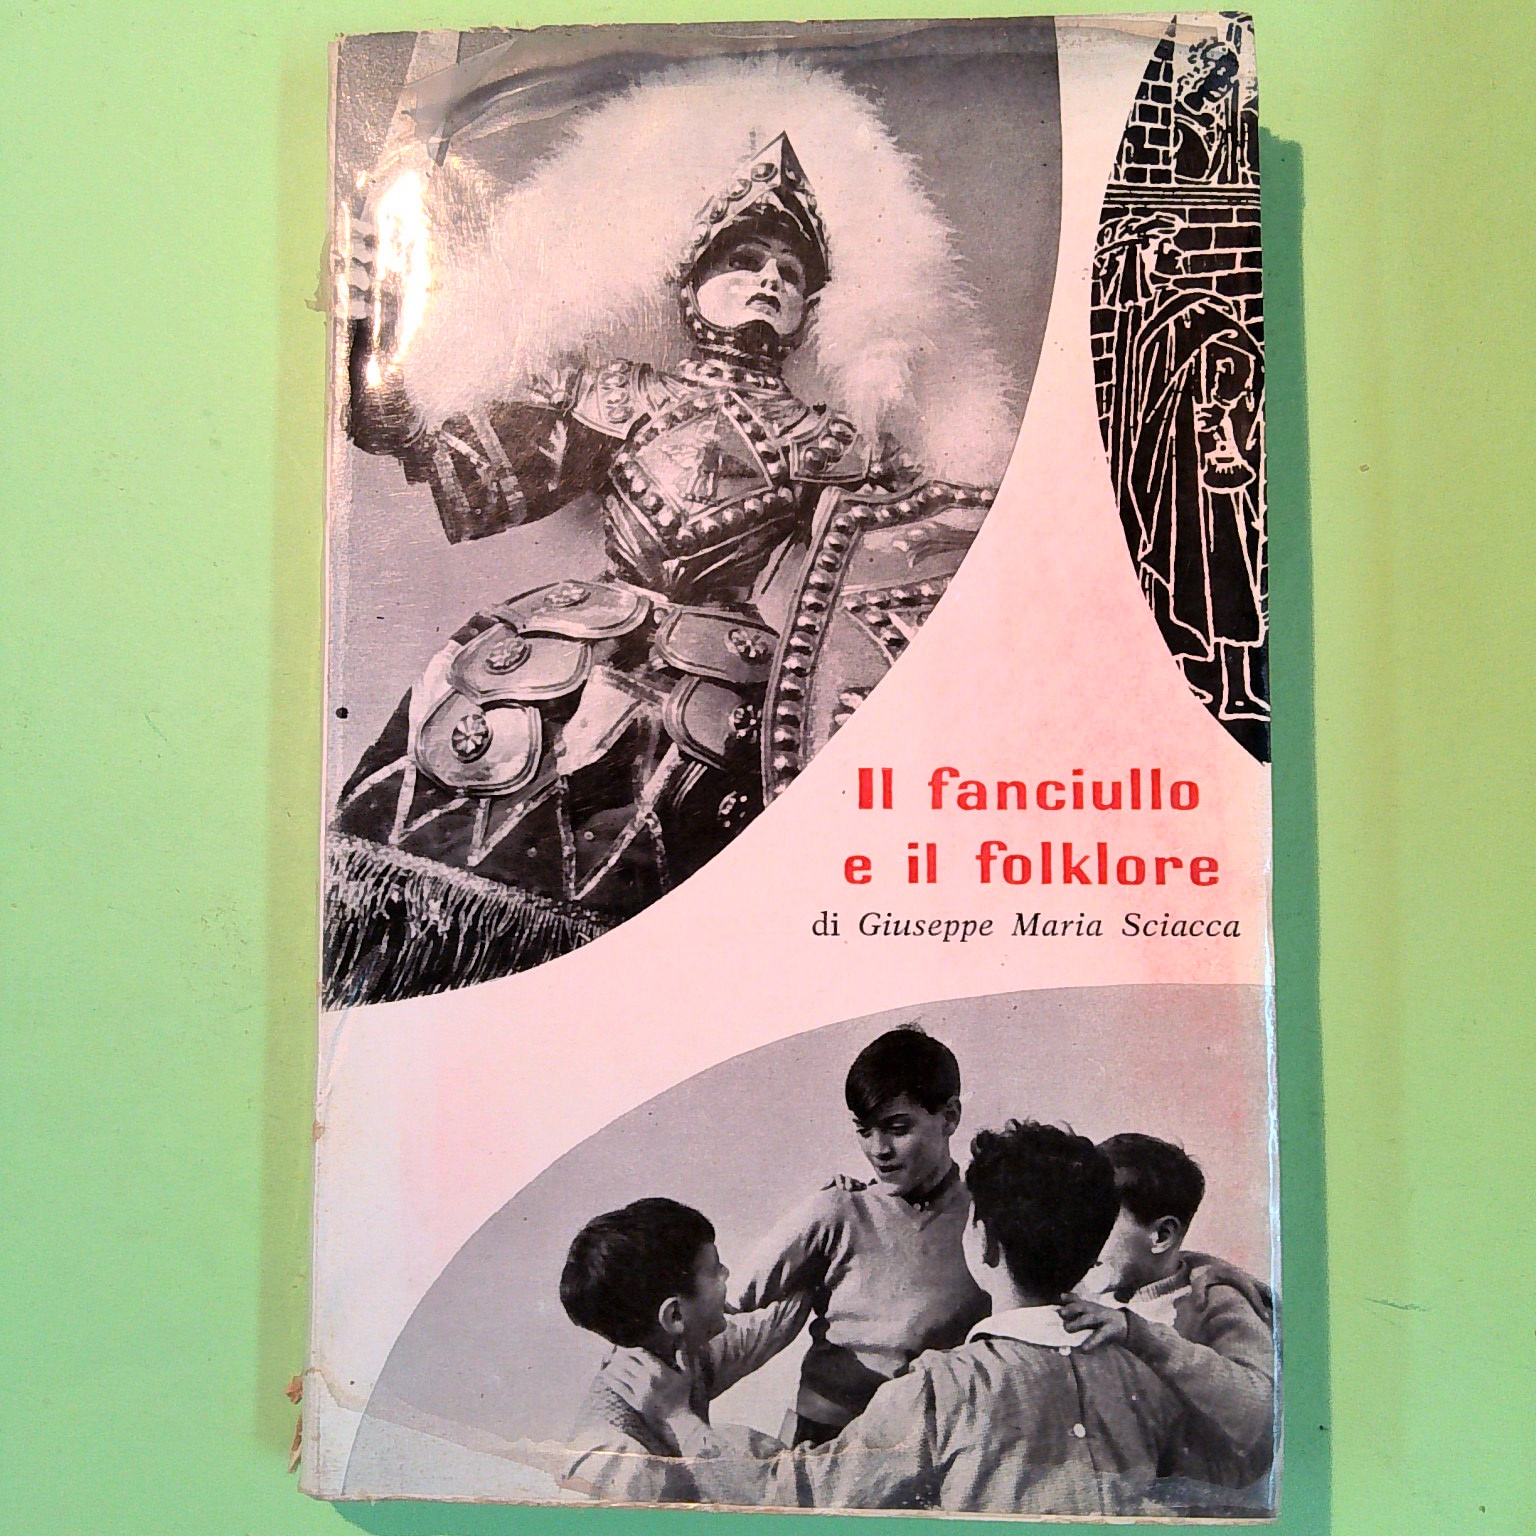 Il fanciullo
e il folklore
di Giuseppe Maria Sciacca